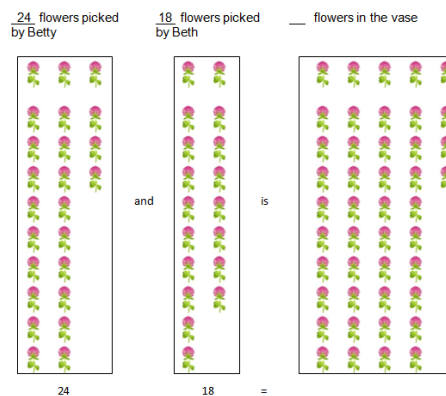 24 flowers picked
by Betty
18 flowers picked
by Beth
__ flowers in the vase
and
is
24
18
=